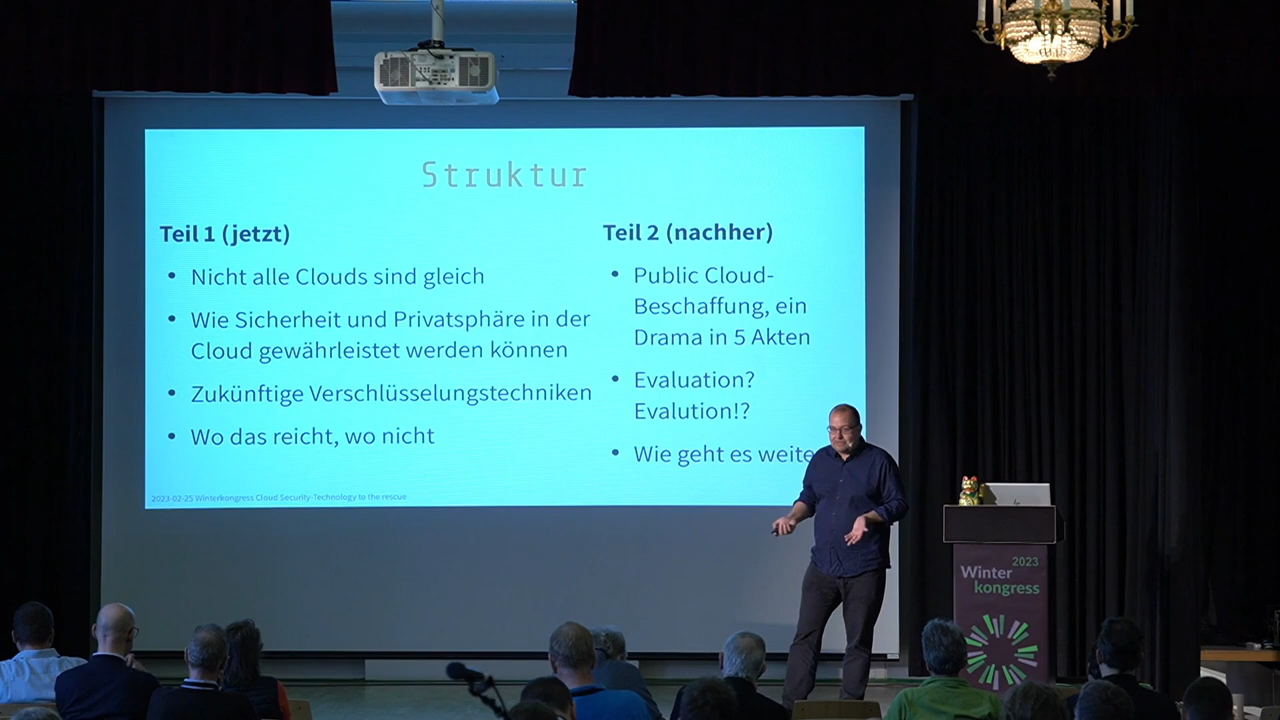 Struktur
Teil 1 (jetzt)
• Nicht alle Clouds sind gleich
• Wie Sicherheit und Privatsphäre in der
Cloud gewährleistet werden können
• Zukünftige Verschlüsselungstechniken
• Wo das reicht, wo nicht
Teil 2 (nachher)
• Public Cloud-
Beschaffung, ein
Drama in 5 Akten
• Evaluation?
Evalution!?
• Wie geht es weite
2023-02-25 Winterkongress Cloud Security-Technology to the rescue
2023
Winter
kongress